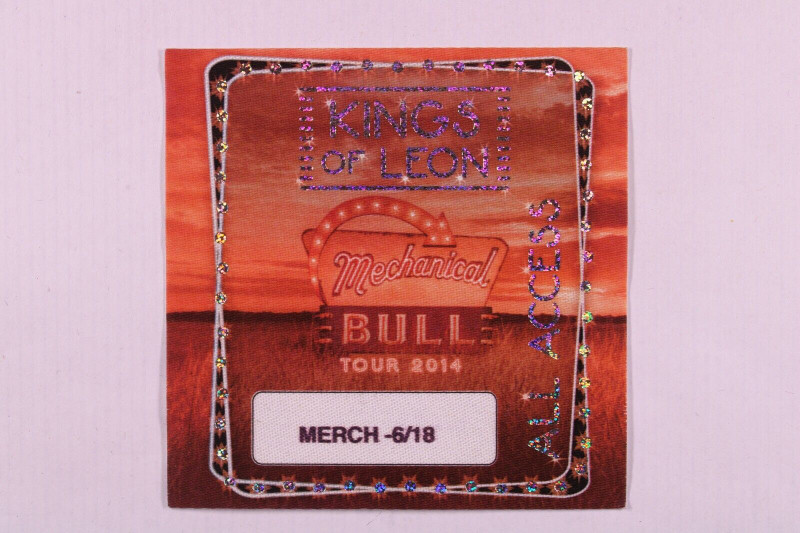 KINGS
OF LEON
Mechanical
BULL
TOUR 2014
ALL ACCESS
MERCH -6/18